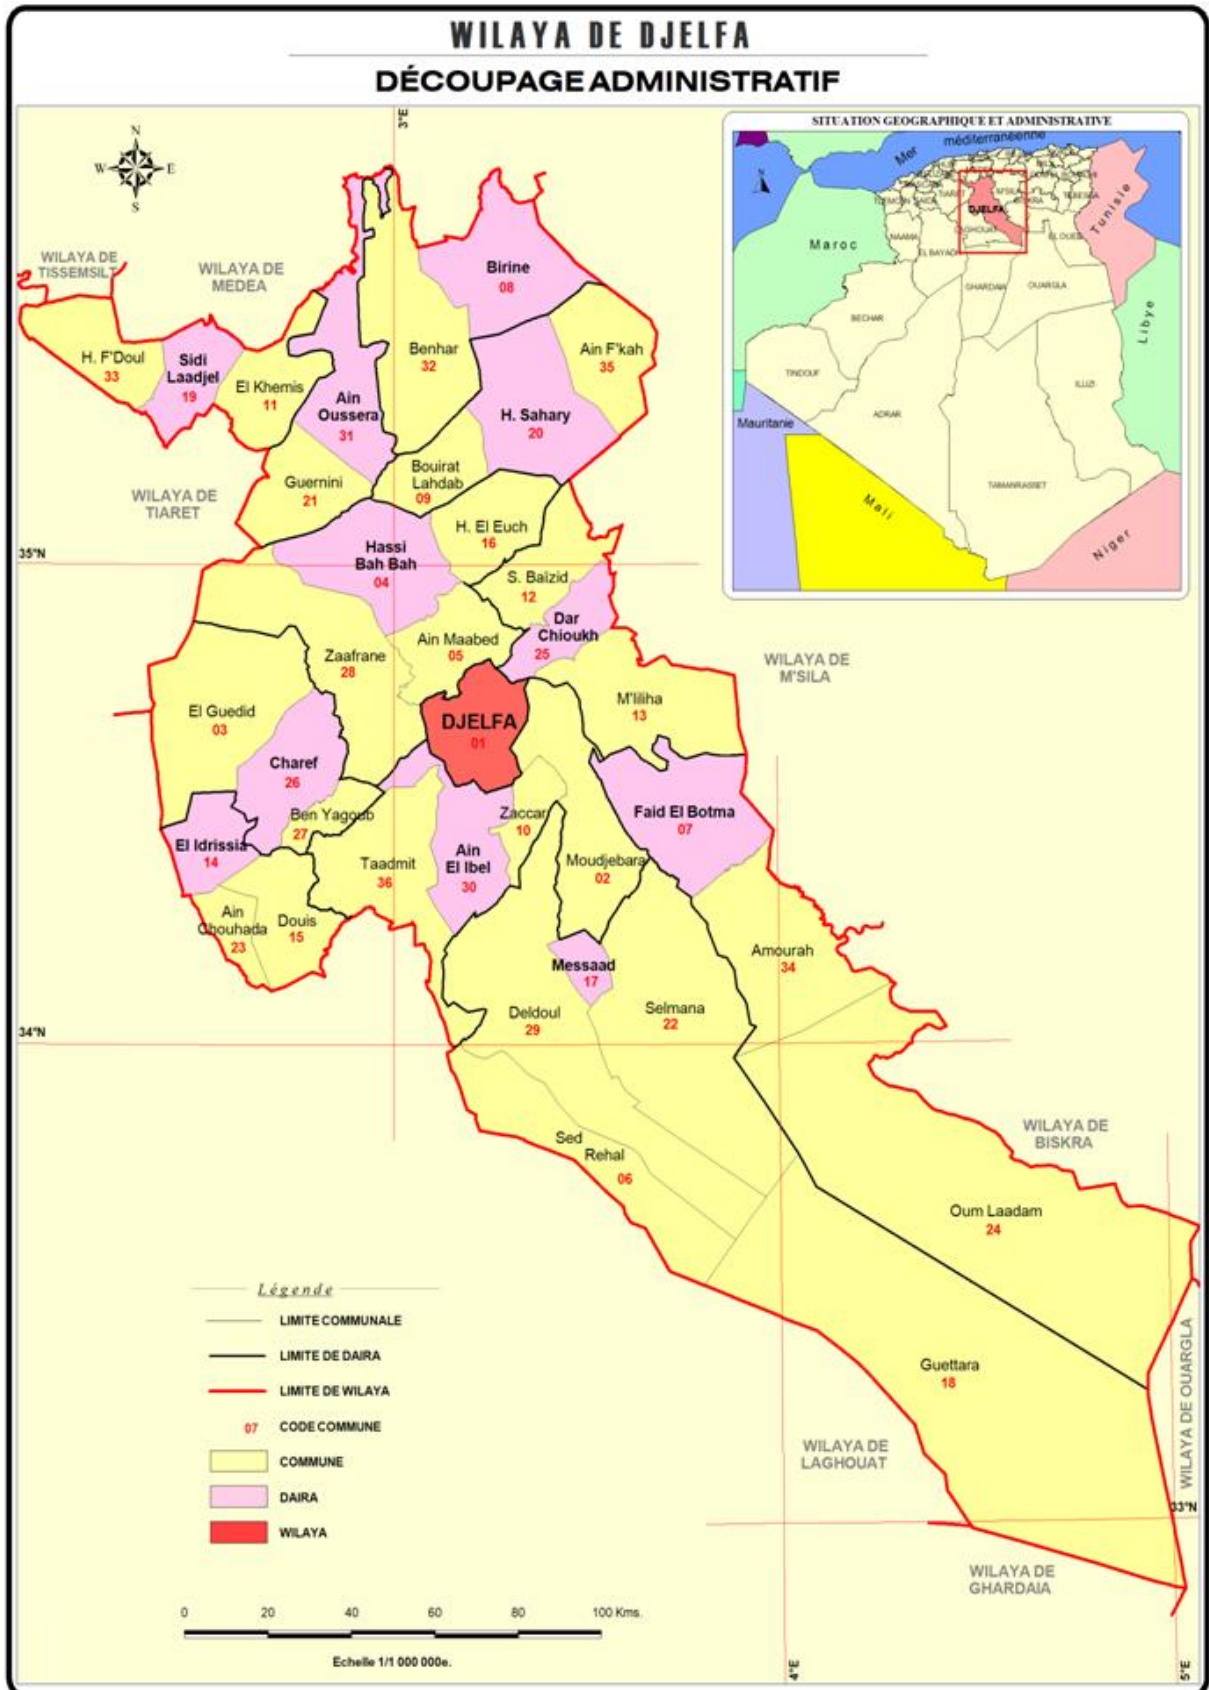 WILAYA DE DJELFA
DÉCOUPAGE ADMINISTRATIF
3°E
N
W
E
S
SITUATION GEOGRAPHIQUE ET ADMINISTRATIVE
Mer
méditerranéenne
N
TIARET
M'SILA
BISKRA
TEBESSA
TLEMCEN
SAIDA
DJELFA
LAGHOUAT
NAAMA
EL BAYADH
EL OUED
Tunisie
Maroc
GHARDAIA
OUARGLA
BECHAR
Libye
TINDOUF
ILLIZI
ADRAR
Mauritanie
TAMANRASSET
Mali
Niger
WILAYA DE
TISSEMSILT
WILAYA DE
MEDEA
Birine
08
H. F'Doul
33
Sidi
Laadjel
19
El Khemis
11
Benhar
32
Ain F'kah
35
Ain
Oussera
31
H. Sahary
20
Guernini
21
Bouirat
Lahdab
09
WILAYA DE
TIARET
H. El Euch
16
35°N
Hassi
Bah Bah
04
S. Baïzid
12
Dar
Chioukh
25
Ain Maabed
05
Zaafrane
28
WILAYA DE
M'SILA
M'liliha
13
El Guedid
03
DJELFA
01
Charef
26
Ben Yagoub
27
Zaccar
10
Faid El Botma
07
El Idrissia
14
Taadmit
36
Ain
El Ibel
30
Moudjebara
02
Ain
Chouhada
23
Douis
15
Messaad
17
Amourah
34
Deldoul
29
Selmana
22
34°N
Sed
Rehal
06
WILAYA DE
BISKRA
Oum Laadam
24
Guettara
18
WILAYA DE OUARGLA
WILAYA DE
LAGHOUAT
33°N
WILAYA DE
GHARDAIA
Légende
LIMITE COMMUNALE
LIMITE DE DAIRA
LIMITE DE WILAYA
07 CODE COMMUNE
COMMUNE
DAIRA
WILAYA
0 20 40 60 80 100 Kms.
Echelle 1/1 000 000e.
4°E
5°E